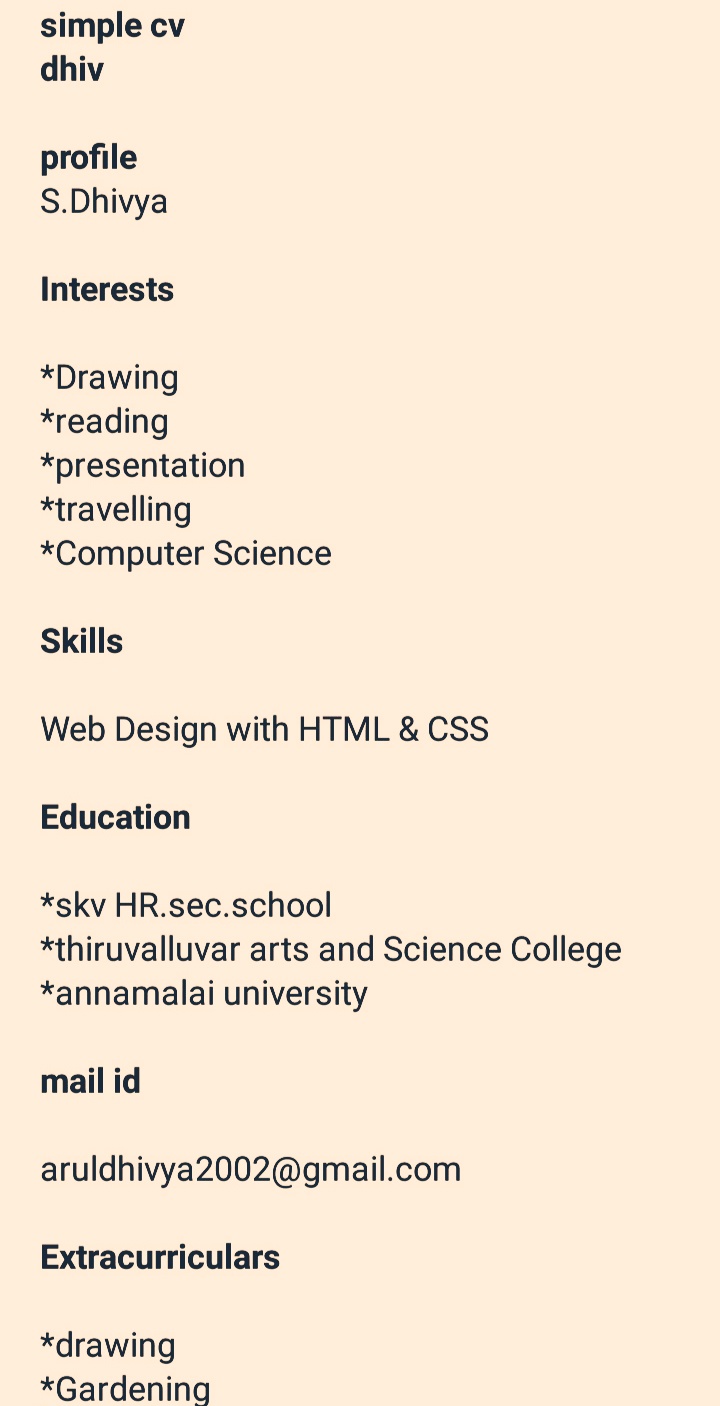 simple cv
dhiv
profile
S.Dhivya
Interests
*Drawing
*reading
*presentation
*travelling
*Computer Science
Skills
Web Design with HTML & CSS
Education
*skv HR.sec.school
*thiruvalluvar arts and Science College
*annamalai university
mail id
aruldhivya2002@gmail.com
Extracurriculars
*drawing
*Gardening